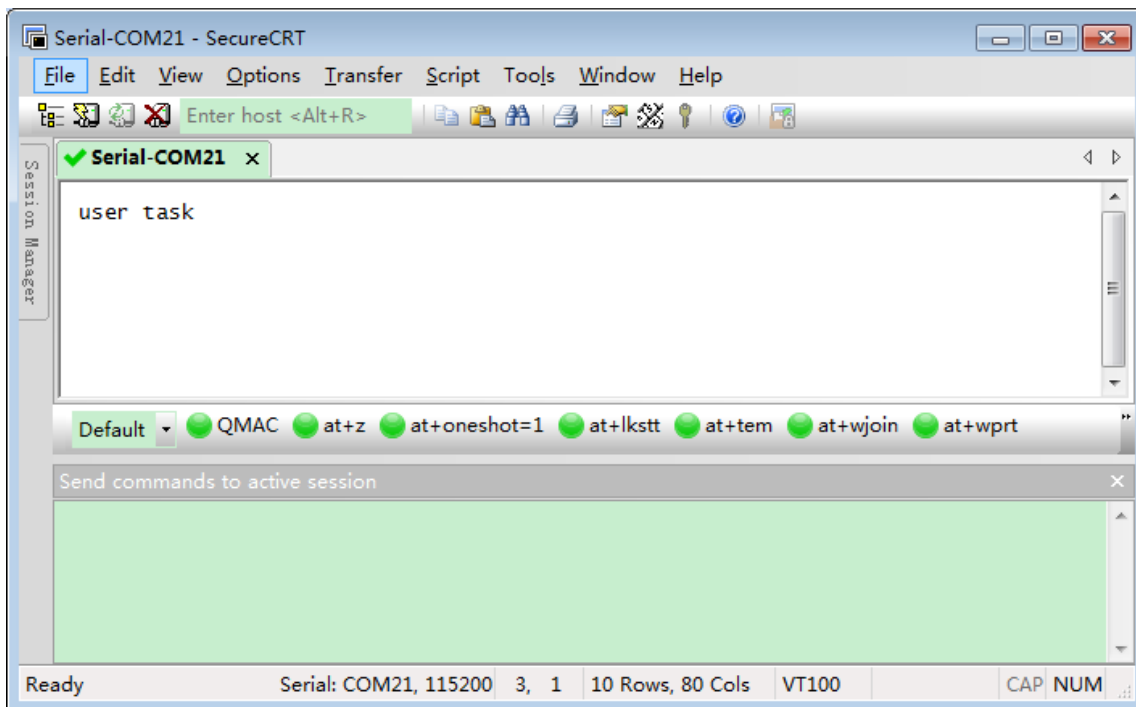 Serial-COM21 - SecureCRT
File Edit View Options Transfer Script Tools Window Help
Enter host <Alt+R>
Session Manager
Serial-COM21 x
user task
Default QMAC at+z at+oneshot=1 at+lkstt at+tem at+wjoin at+wprt
Send commands to active session
Ready Serial: COM21, 115200 3, 1 10 Rows, 80 Cols VT100 CAP NUM